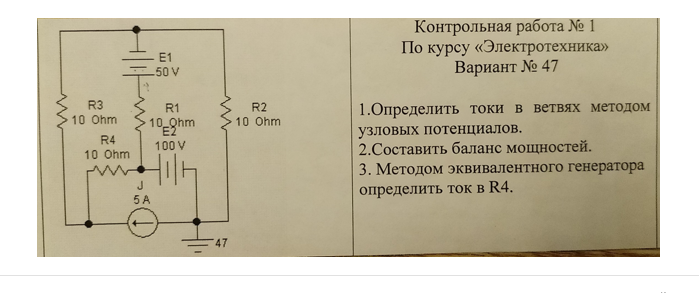 E1
50 V
R3
10 Ohm
R1
10 Ohm
R2
10 Ohm
R4
10 Ohm
E2
100 V
J
5 A
47
Контрольная работа № 1
По курсу «Электротехника»
Вариант № 47
1.Определить токи в ветвях методом
узловых потенциалов.
2.Составить баланс мощностей.
3. Методом эквивалентного генератора
определить ток в R4.